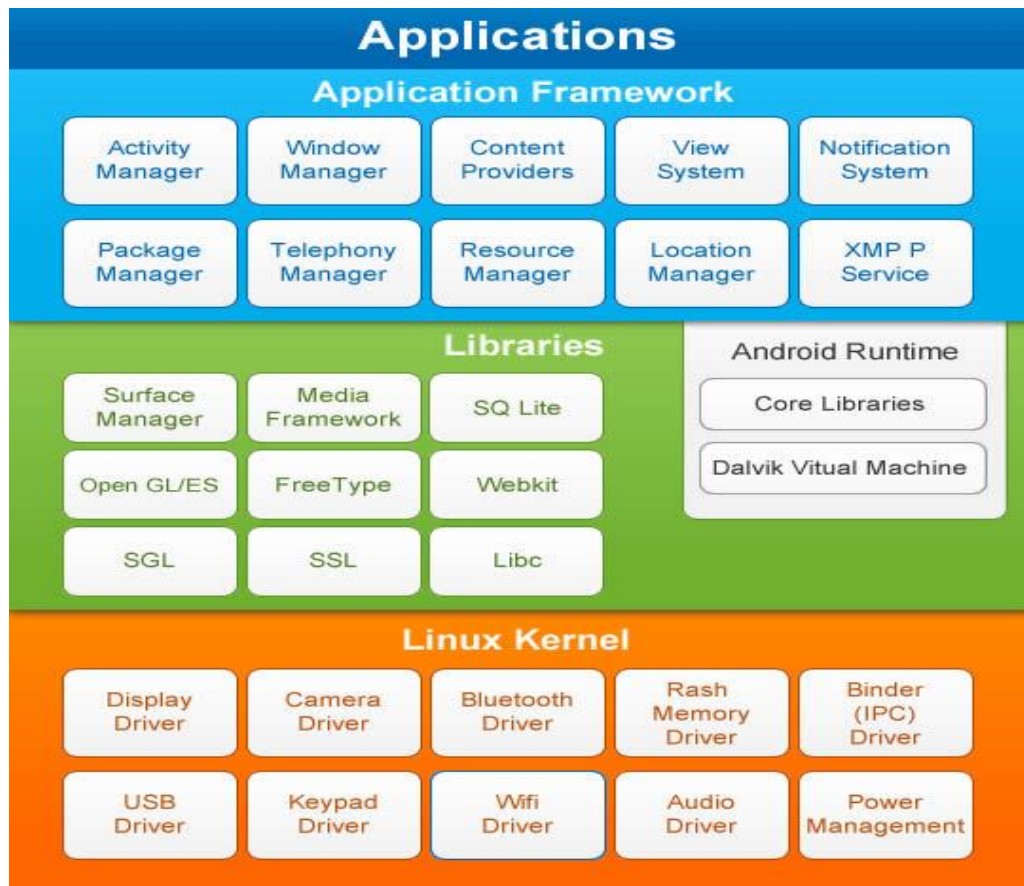 Applications
Application Framework
Activity
Manager
Window
Manager
Content
Providers
View
System
Notification
System
Package
Manager
Telephony
Manager
Resource
Manager
Location
Manager
XMP P
Service
Libraries
Surface
Manager
Media
Framework
SQ Lite
Open GL/ES
FreeType
Webkit
SGL
SSL
Libc
Android Runtime
Core Libraries
Dalvik Vitual Machine
Linux Kernel
Display
Driver
Camera
Driver
Bluetooth
Driver
Rash
Memory
Driver
Binder
(IPC)
Driver
USB
Driver
Keypad
Driver
Wifi
Driver
Audio
Driver
Power
Management